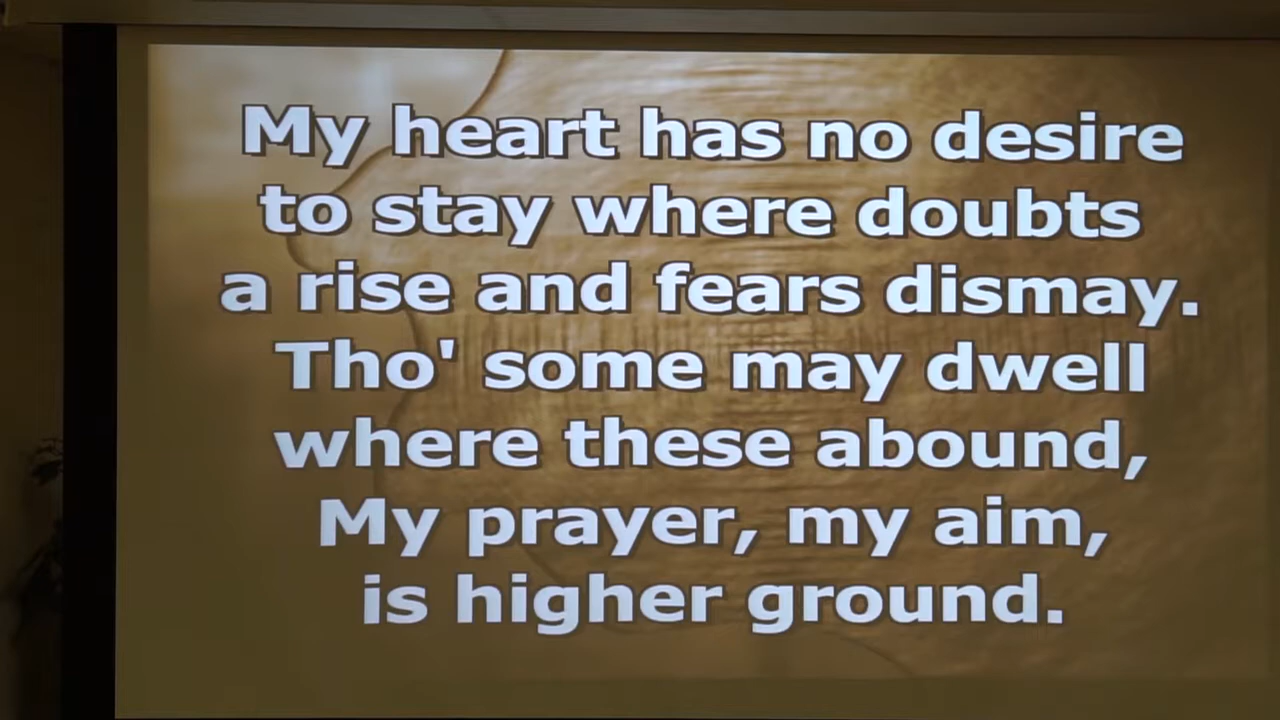 My heart has no desire
to stay where doubts
a rise and fears dismay.
Tho' some may dwell
where these abound,
My prayer, my aim,
is higher ground.